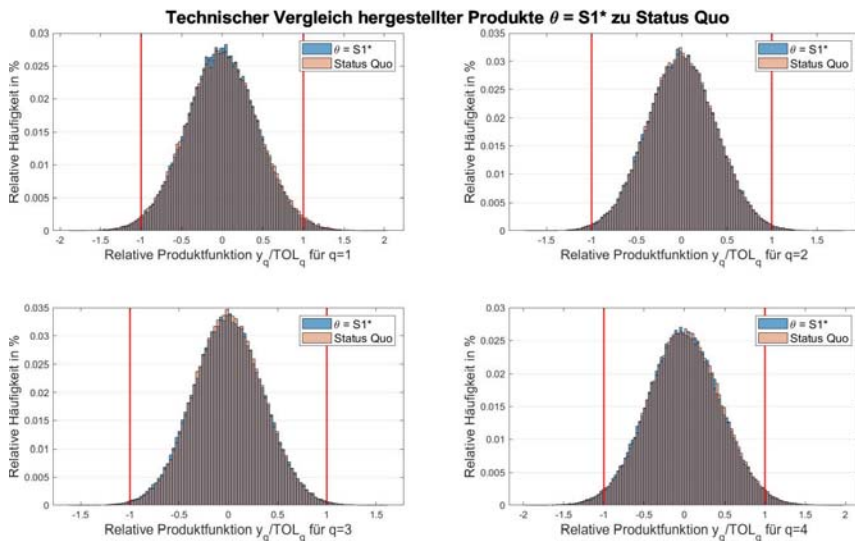 Technischer Vergleich hergestellter Produkte θ = S1* zu Status Quo
0.03
0.025
0.02
0.015
0.01
0.005
0
Relative Häufigkeit in %
θ = S1*
Status Quo
-2 -1.5 -1 -0.5 0 0.5 1 1.5 2
Relative Produktfunktion y_q/TOL_q für q=1
0.035
0.03
0.025
0.02
0.015
0.01
0.005
0
Relative Häufigkeit in %
θ = S1*
Status Quo
-1.5 -1 -0.5 0 0.5 1 1.5
Relative Produktfunktion y_q/TOL_q für q=2
0.035
0.03
0.025
0.02
0.015
0.01
0.005
0
Relative Häufigkeit in %
θ = S1*
Status Quo
-1.5 -1 -0.5 0 0.5 1 1.5
Relative Produktfunktion y_q/TOL_q für q=3
0.03
0.025
0.02
0.015
0.01
0.005
0
Relative Häufigkeit in %
θ = S1*
Status Quo
-2 -1.5 -1 -0.5 0 0.5 1 1.5 2
Relative Produktfunktion y_q/TOL_q für q=4